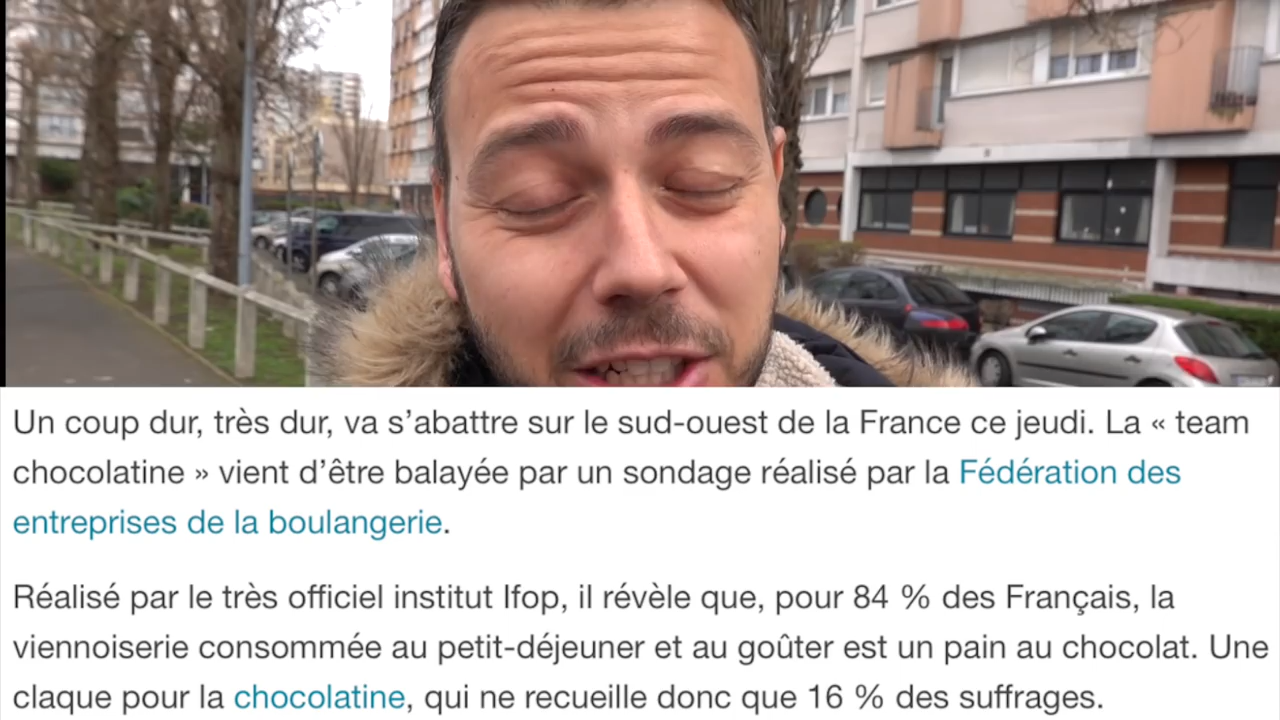 Un coup dur, très dur, va s’abattre sur le sud-ouest de la France ce jeudi. La « team
chocolatine » vient d’être balayée par un sondage réalisé par la Fédération des
entreprises de la boulangerie.
Réalisé par le très officiel institut Ifop, il révèle que, pour 84 % des Français, la
viennoiserie consommée au petit-déjeuner et au goûter est un pain au chocolat. Une
claque pour la chocolatine, qui ne recueille donc que 16 % des suffrages.